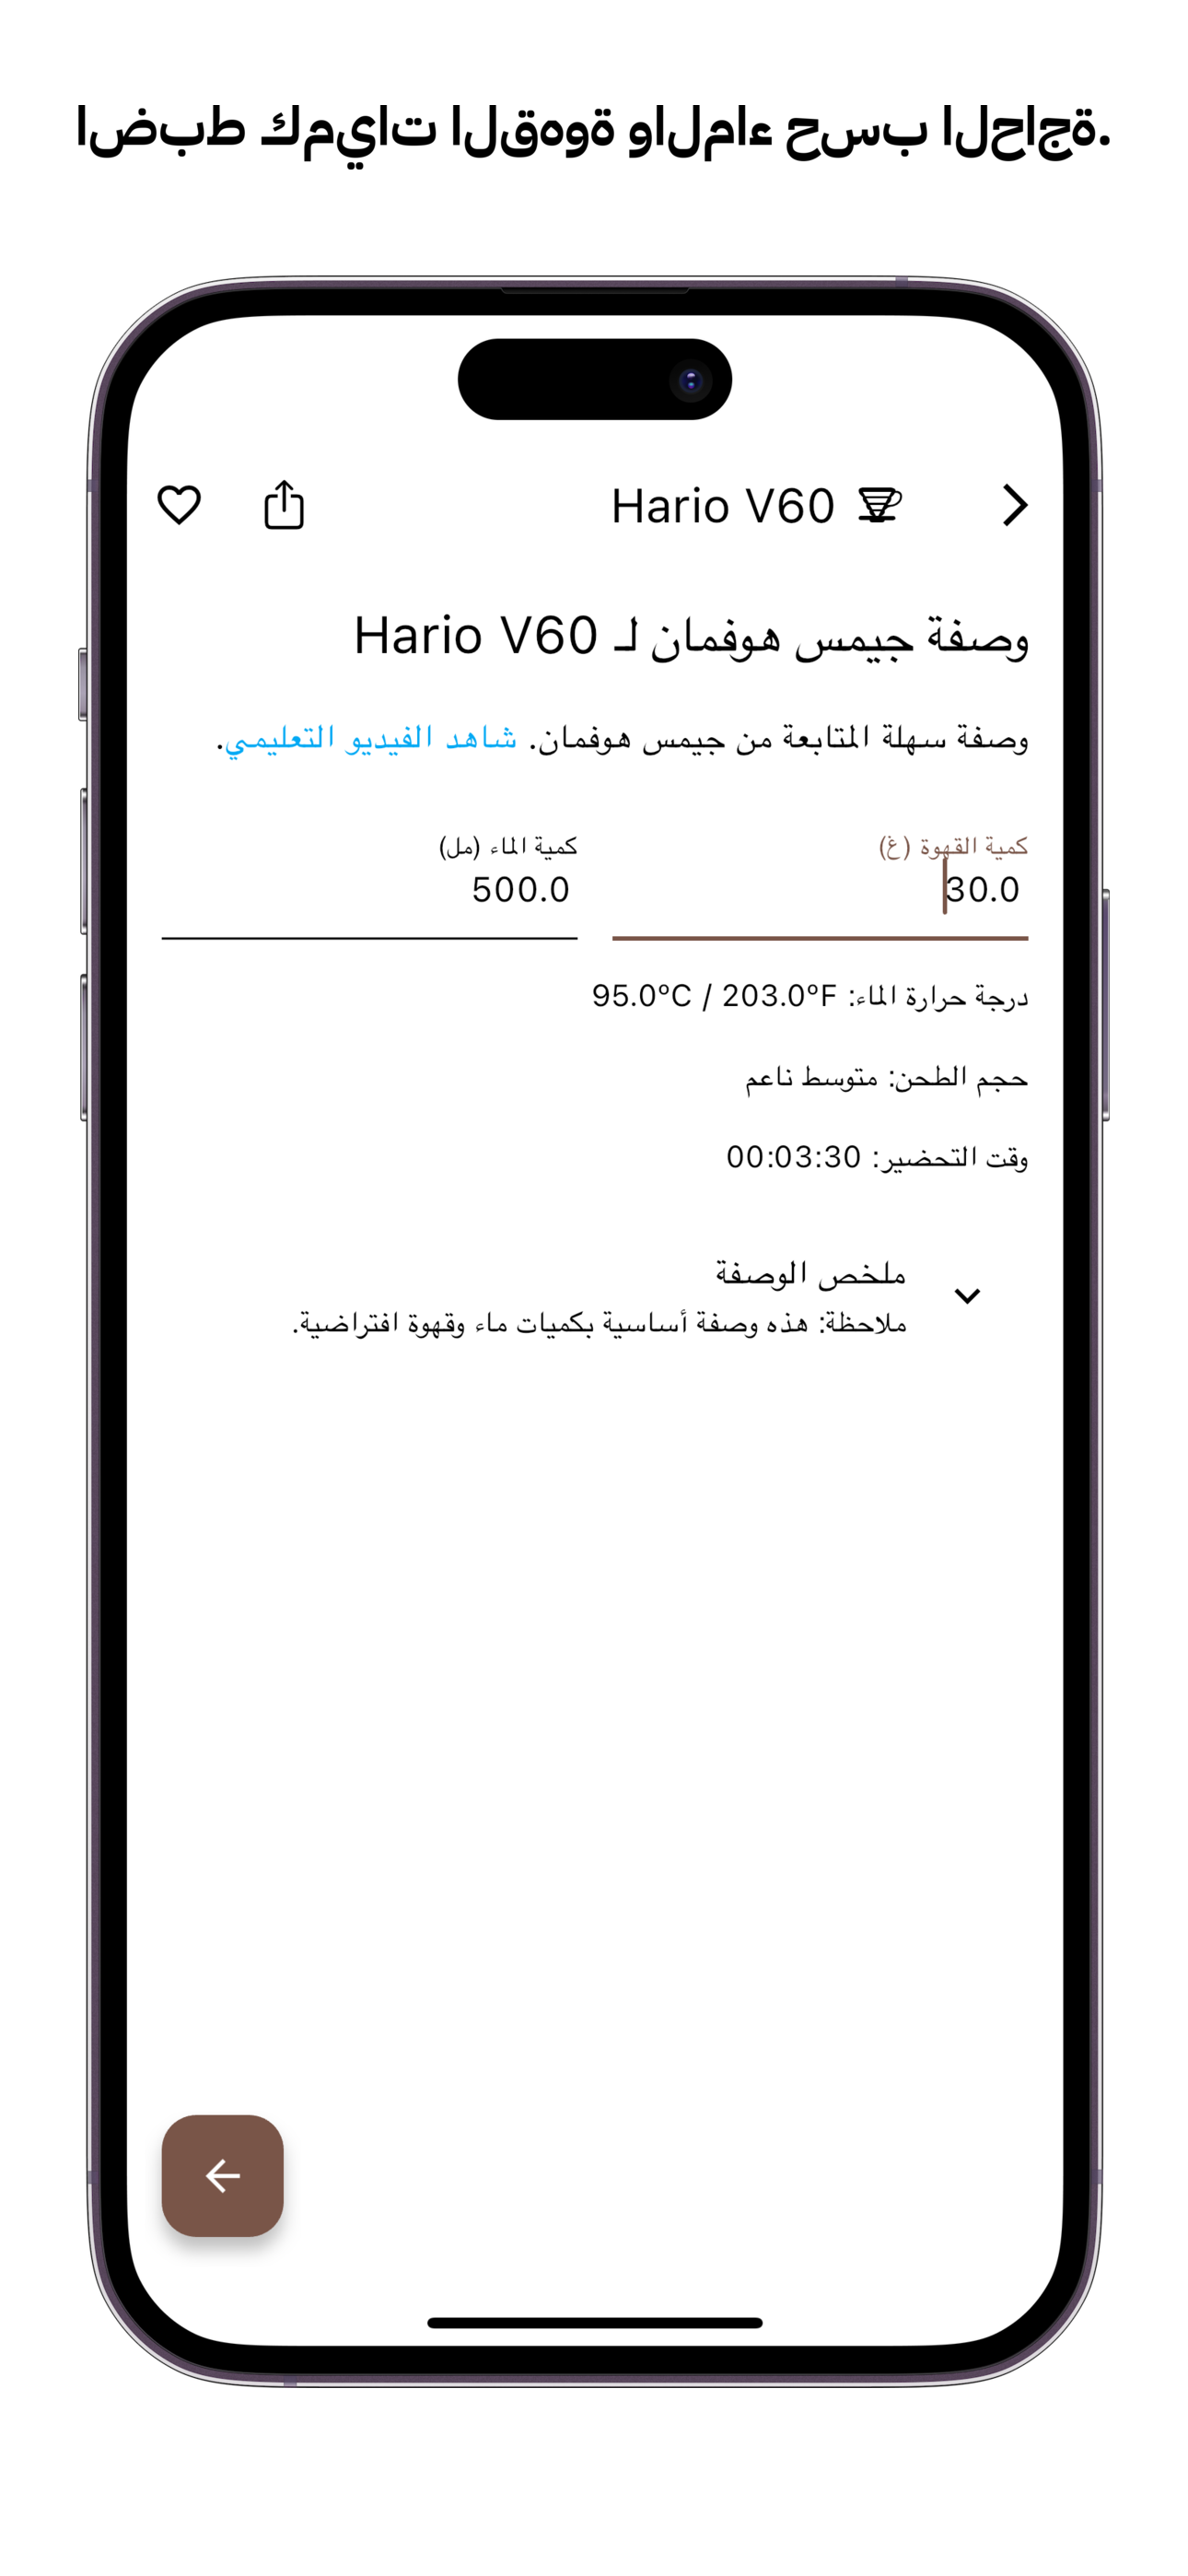 اضبط كميات القهوة والماء حسب الحاجة.
Hario V60
وصفة جيمس هوفمان لـ Hario V60
وصفة سهلة المتابعة من جيمس هوفمان. شاهد الفيديو التعليمي.
كمية القهوة (غ)
30.0
كمية الماء (مل)
500.0
درجة حرارة الماء: 95.0ºC / 203.0ºF
حجم الطحن: متوسط ناعم
وقت التحضير: 00:03:30
ملخص الوصفة
ملاحظة: هذه وصفة أساسية بكميات ماء وقهوة افتراضية.